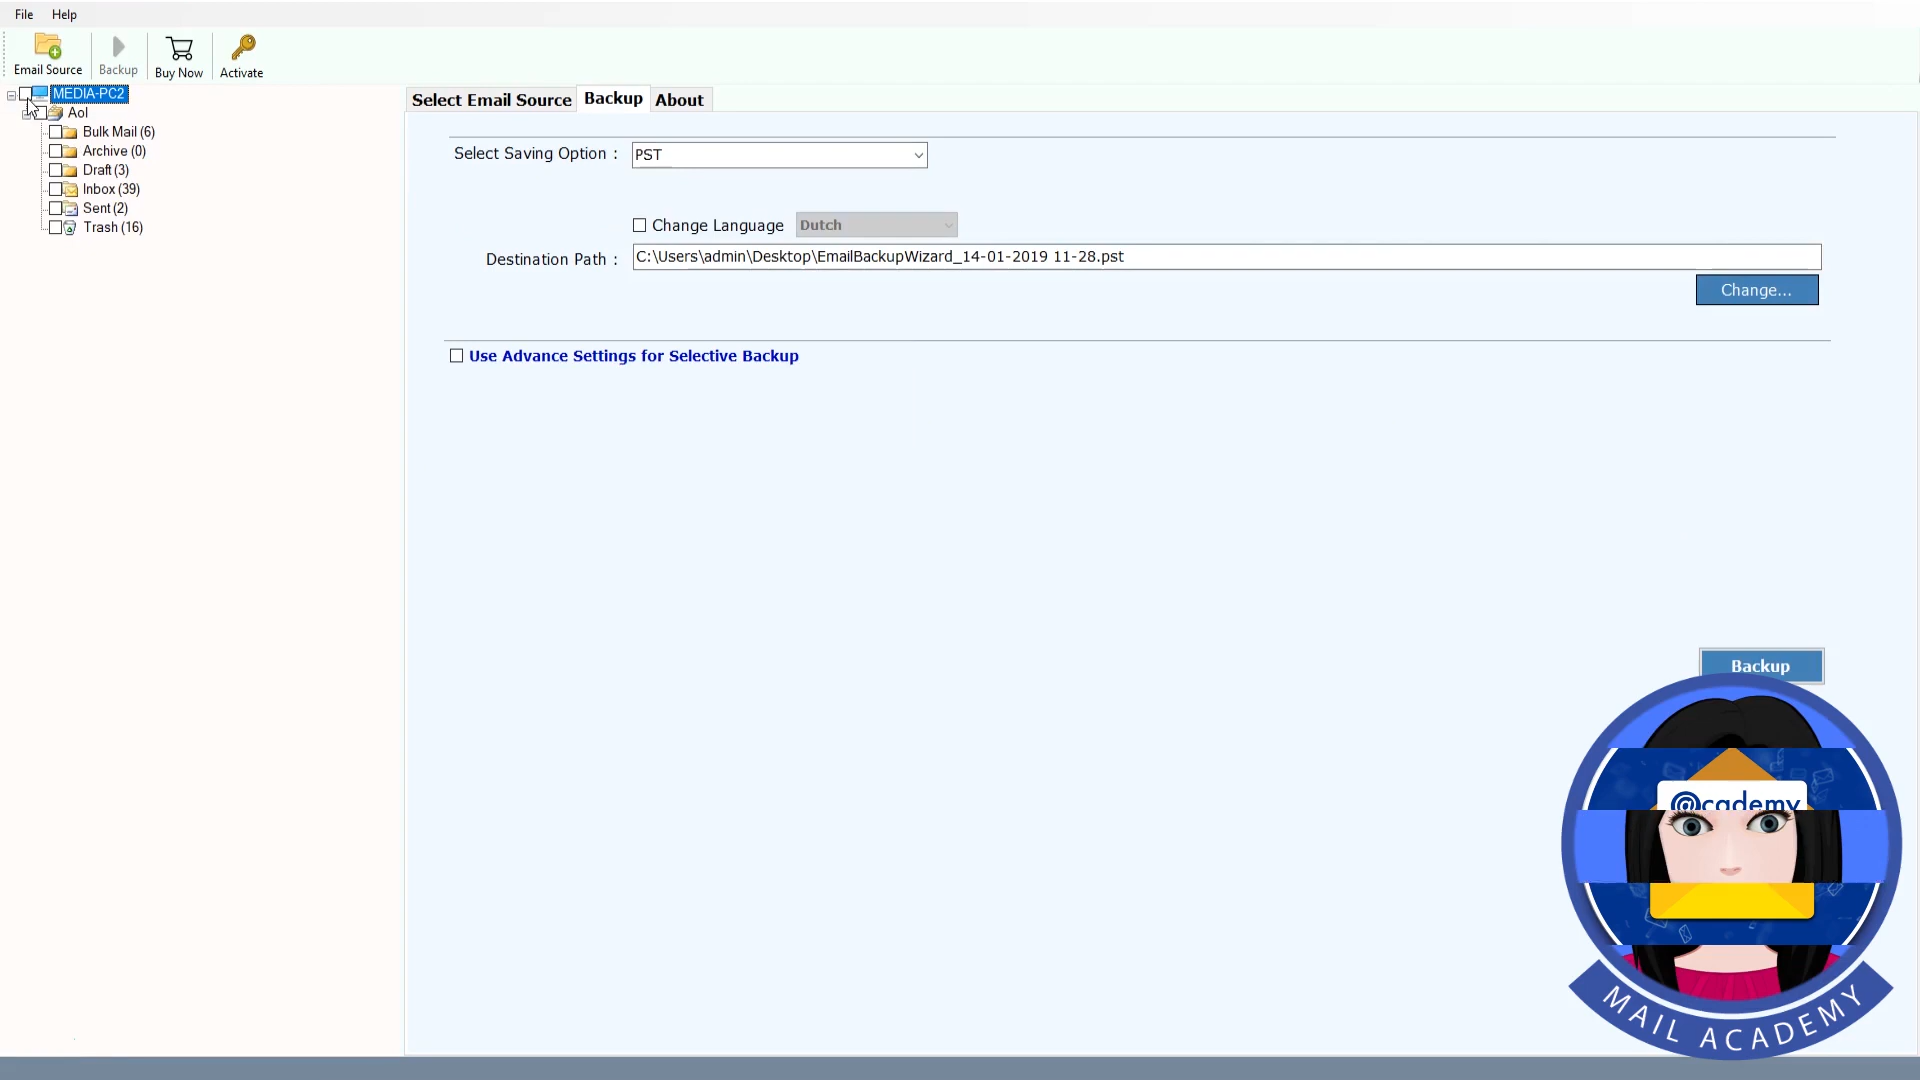 File Help
Email Source Backup Buy Now Activate
MEDIA-PC2
Aol
Bulk Mail (6)
Archive (0)
Draft (3)
Inbox (39)
Sent (2)
Trash (16)
Select Email Source Backup About
Select Saving Option : PST
Change Language Dutch
Destination Path : C:\Users\admin\Desktop\EmailBackupWizard_14-01-2019 11-28.pst
Change...
Use Advance Settings for Selective Backup
Backup
@cademy
MAIL ACADEMY